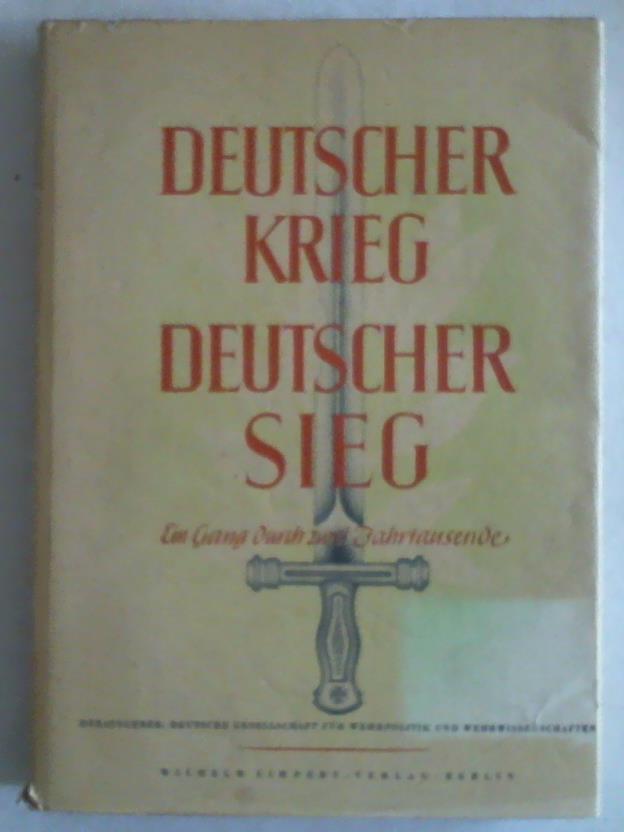 DEUTSCHER
KRIEG
DEUTSCHER
SIEG
Ein Gang durch zwei Jahrtausende
HERAUSGEBER: DEUTSCHE GESELLSCHAFT FÜR WEHRPOLITIK UND WEHRWISSENSCHAFTEN
WILHELM LIMPERT-VERLAG-BERLIN